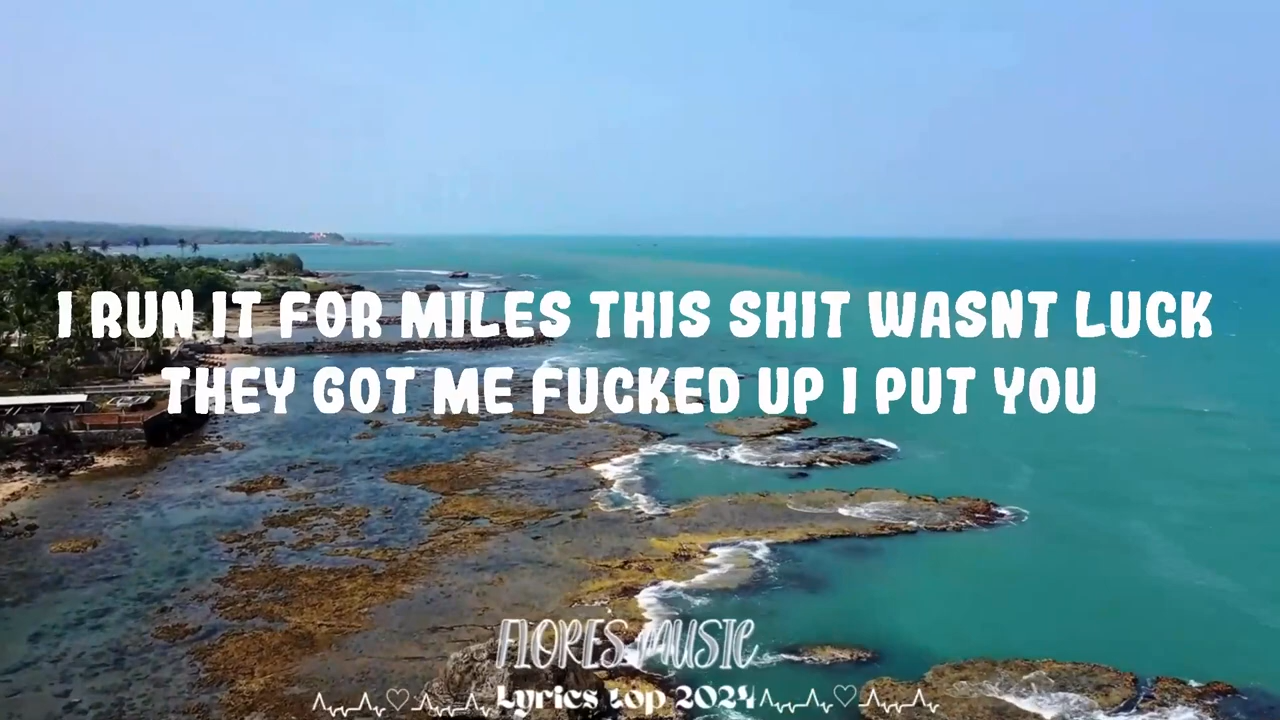 I RUN IT FOR MILES THIS SHIT WASNT LUCK
THEY GOT ME FUCKED UP I PUT YOU
FLORES MUSIC
Lyrics top 2024